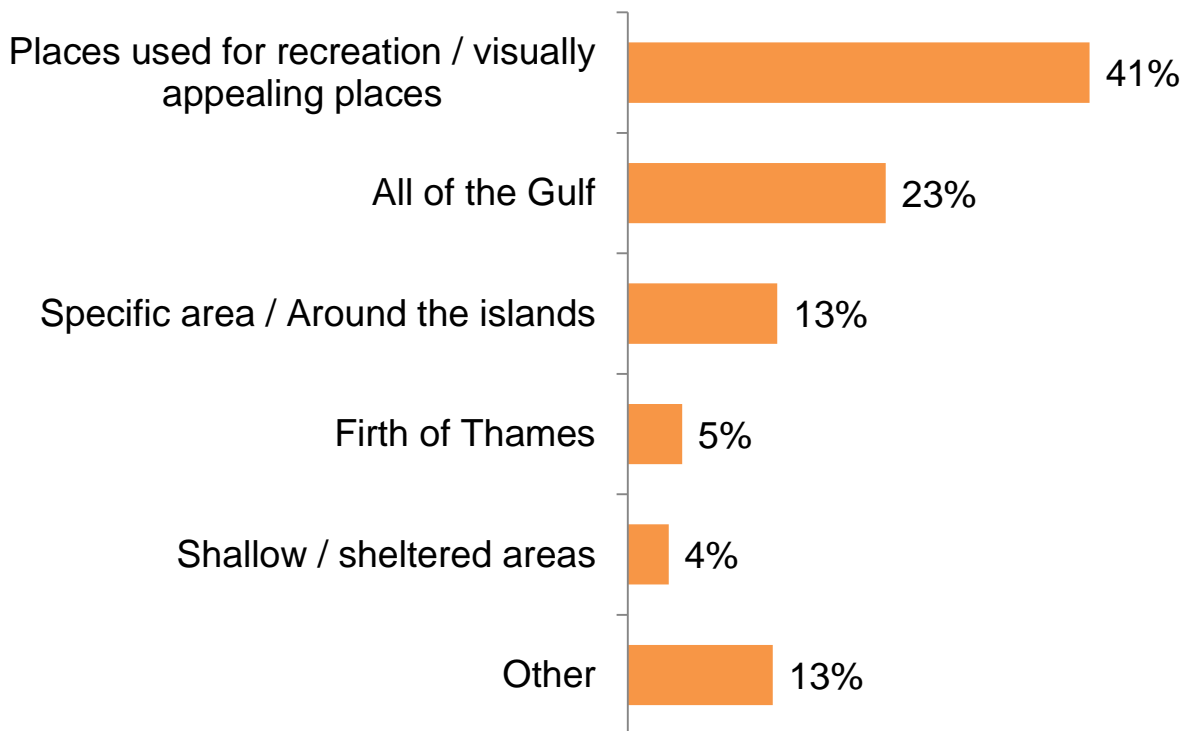 Places used for recreation / visually
appealing places
41%
All of the Gulf
23%
Specific area / Around the islands
13%
Firth of Thames
5%
Shallow / sheltered areas
4%
Other
13%